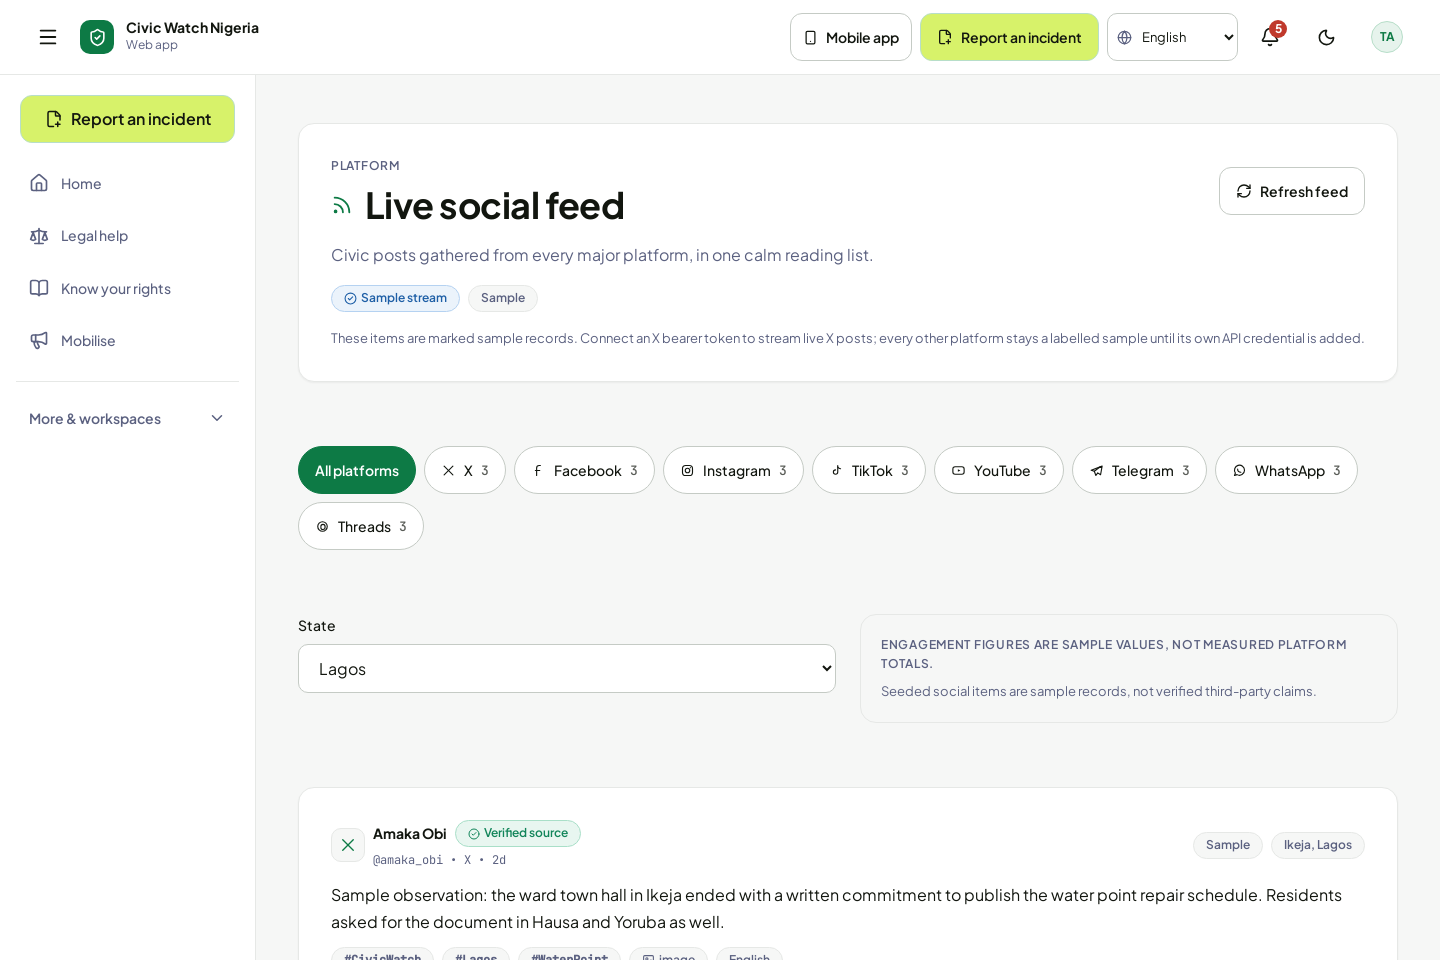 Civic Watch Nigeria
Web app
Mobile app
Report an incident
English
5
TA
Report an incident
Home
Legal help
Know your rights
Mobilise
More & workspaces
PLATFORM
Live social feed
Refresh feed
Civic posts gathered from every major platform, in one calm reading list.
Sample stream
Sample
These items are marked sample records. Connect an X bearer token to stream live X posts; every other platform stays a labelled sample until its own API credential is added.
All platforms
X 3
Facebook 3
Instagram 3
TikTok 3
YouTube 3
Telegram 3
WhatsApp 3
Threads 3
State
Lagos
ENGAGEMENT FIGURES ARE SAMPLE VALUES, NOT MEASURED PLATFORM
TOTALS.
Seeded social items are sample records, not verified third-party claims.
Amaka Obi
Verified source
@amaka_obi • X • 2d
Sample
Ikeja, Lagos
Sample observation: the ward town hall in Ikeja ended with a written commitment to publish the water point repair schedule. Residents
asked for the document in Hausa and Yoruba as well.
#CivicWatch
#Lagos
#WaterPoint
image
English